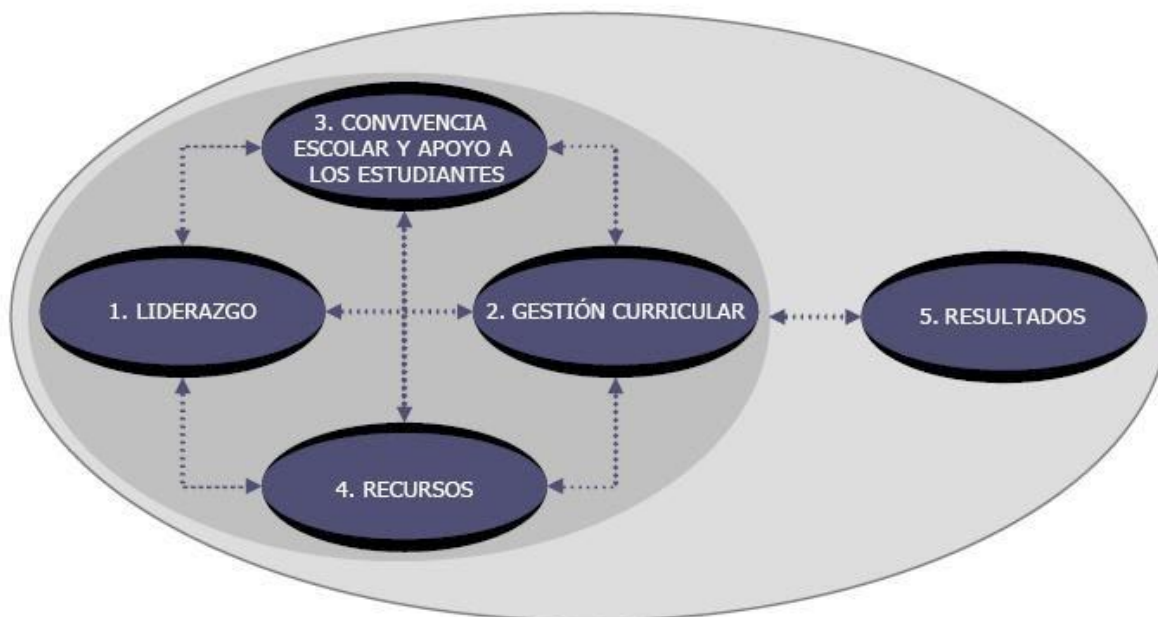 3. CONVIVENCIA
ESCOLAR Y APOYO A
LOS ESTUDIANTES
1. LIDERAZGO
2. GESTIÓN CURRICULAR
5. RESULTADOS
4. RECURSOS